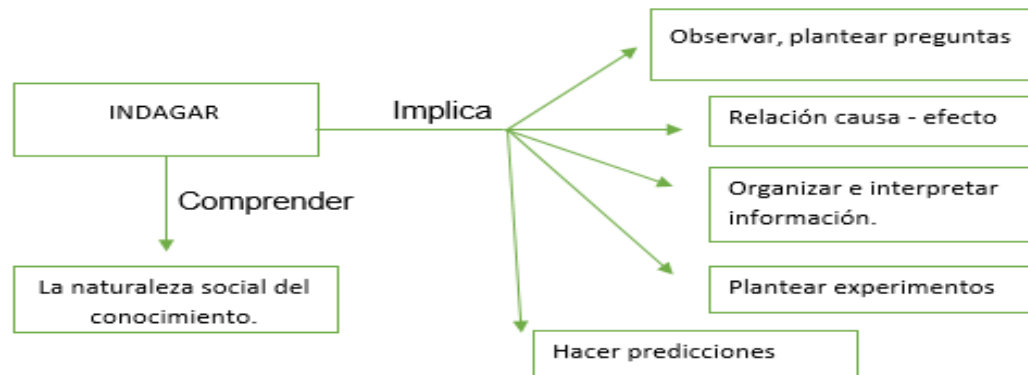 INDAGAR
Implica
Observar, plantear preguntas
Relación causa - efecto
Organizar e interpretar
información.
Plantear experimentos
Hacer predicciones
Comprender
La naturaleza social del
conocimiento.